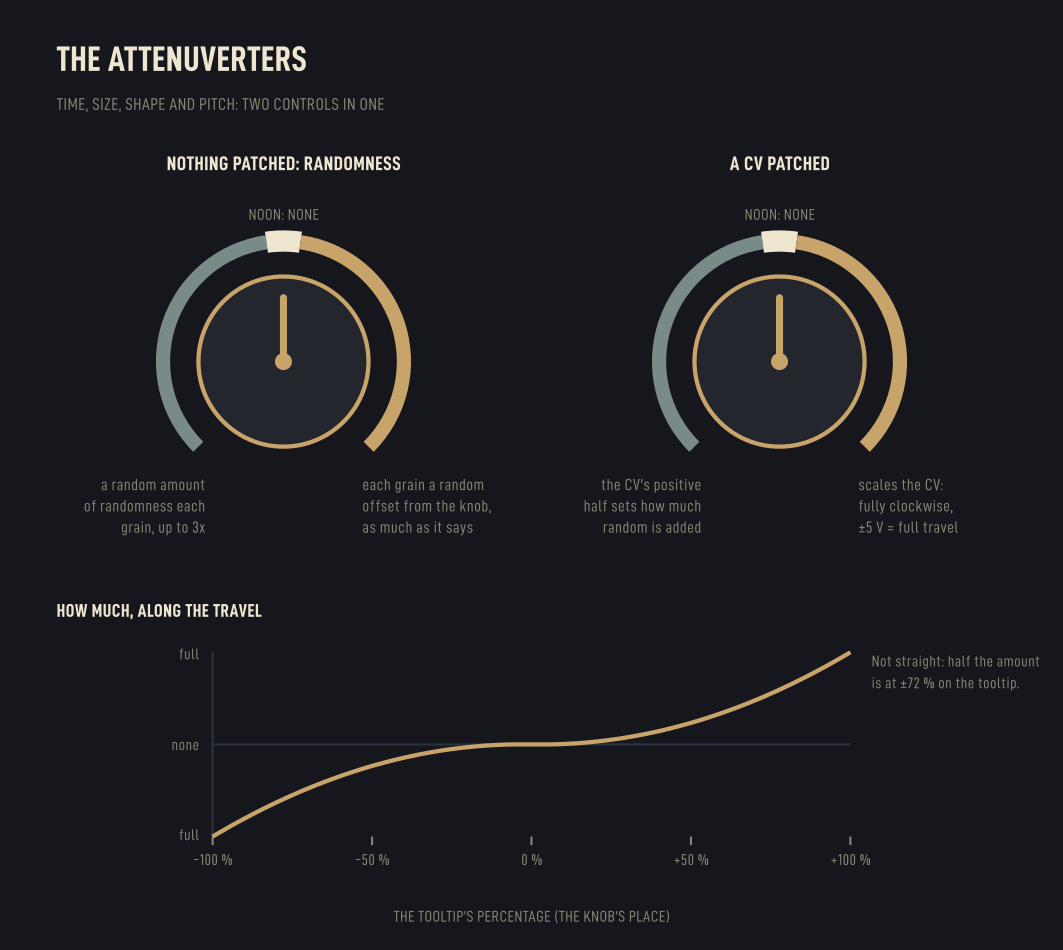 THE ATTENUVERTERS
TIME, SIZE, SHAPE AND PITCH: TWO CONTROLS IN ONE
NOTHING PATCHED: RANDOMNESS
NOON: NONE
a random amount
of randomness each
grain, up to 3x
each grain a random
offset from the knob,
as much as it says
A CV PATCHED
NOON: NONE
the CV's positive
half sets how much
random is added
scales the CV:
fully clockwise,
±5 V = full travel
HOW MUCH, ALONG THE TRAVEL
full
none
full
−100 %
−50 %
0 %
+50 %
+100 %
Not straight: half the amount
is at ±72 % on the tooltip.
THE TOOLTIP'S PERCENTAGE (THE KNOB'S PLACE)